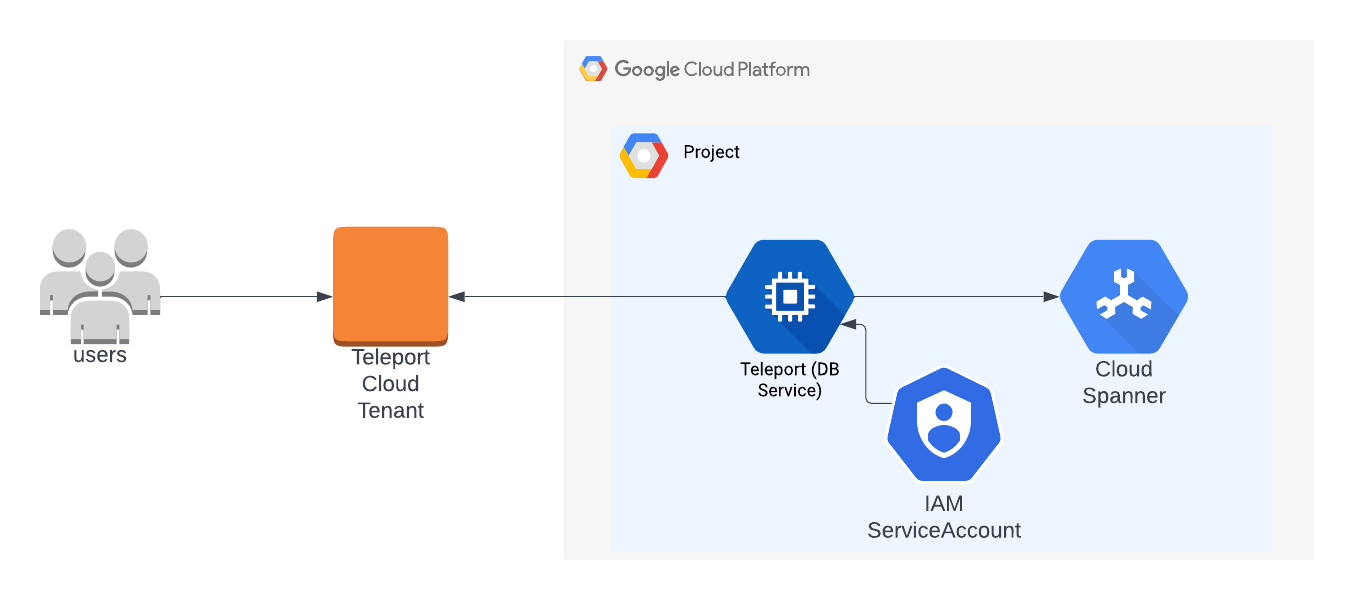 Google Cloud Platform
Project
users
Teleport
Cloud
Tenant
Teleport (DB
Service)
Cloud
Spanner
IAM
ServiceAccount